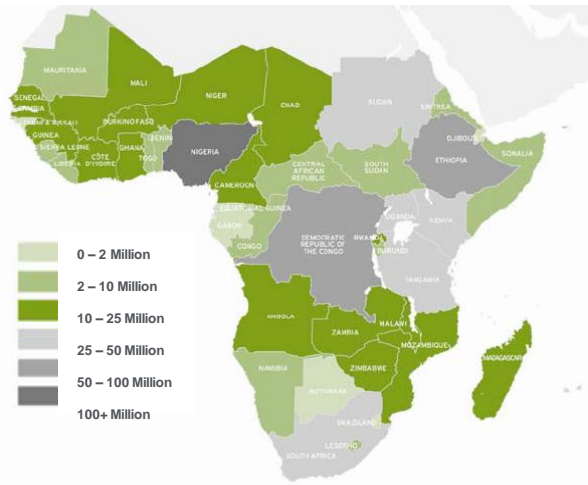 MAURITANIA
MALI
NIGER
CHAD
SUDAN
ERITREA
SENEGAL
GAMBIA
GUINEA
SIERRA LEONE
LIBERIA
CÔTE
D'IVOIRE
BURKINO FASO
GHANA
TOGO
BENIN
NIGERIA
CAMEROON
CENTRAL
AFRICAN
REPUBLIC
SOUTH
SUDAN
ETHIOPIA
DJIBOUTI
SOMALIA
EQUATORIAL GUINEA
GABON
CONGO
DEMOCRATIC
REPUBLIC OF
THE CONGO
UGANDA
KENYA
BURUNDI
TANZANIA
ANGOLA
ZAMBIA
MALAWI
MOZAMBIQUE
ZIMBABWE
MADAGASCAR
NAMIBIA
BOTSWANA
SWAZILAND
LESOTHO
SOUTH AFRICA
0 – 2 Million
2 – 10 Million
10 – 25 Million
25 – 50 Million
50 – 100 Million
100+ Million